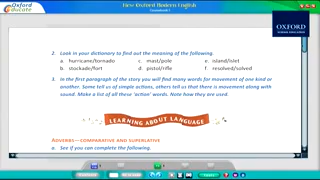 Oxford Educate
New Oxford Modern English
Coursebook 5
OXFORD
2. Look in your dictionary to find out the meaning of the following.
a. hurricane/tornado c. mast/pole e. island/islet
b. stockade/fort d. pistol/rifle f. resolved/solved
3. In the first paragraph of the story you will find many words for movement of one kind or
another. Some tell us of simple actions, others tell us that there is movement along with
sound. Make a list of all these 'action' words. Note how they are used.
LEARNING ABOUT LANGUAGE
ADVERBS—COMPARATIVE AND SUPERLATIVE
a. See if you can complete the following.